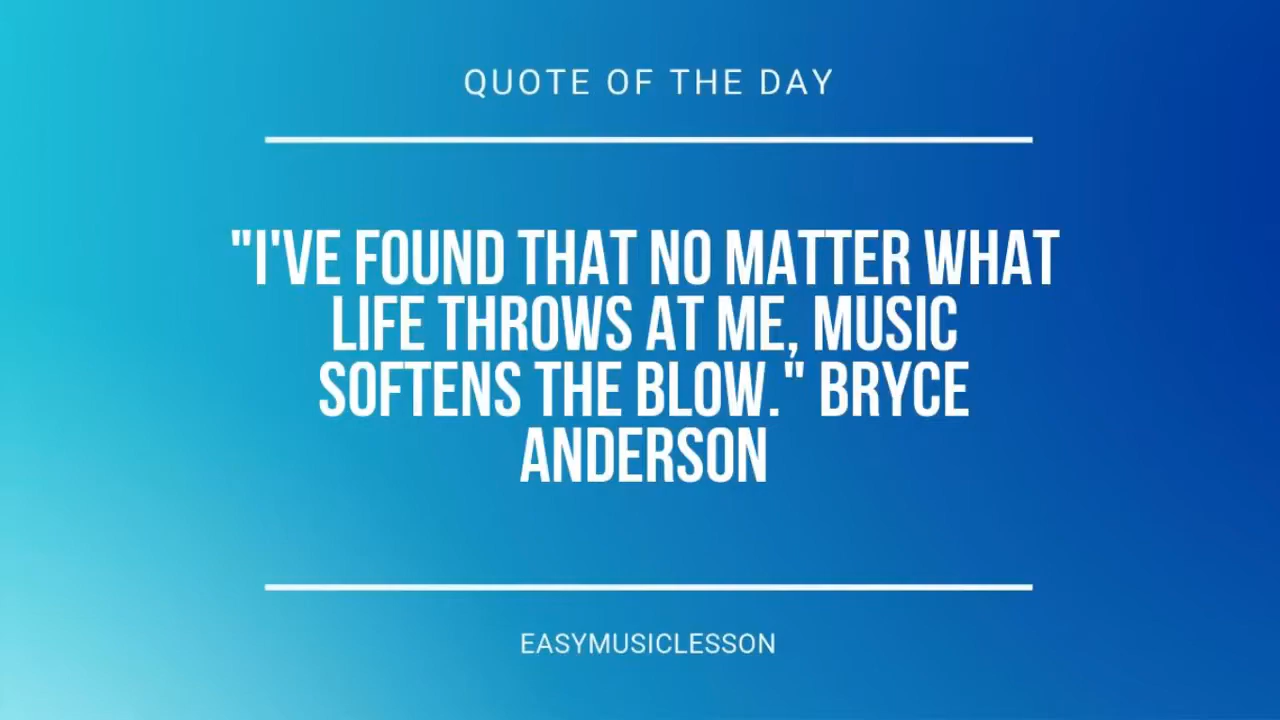 QUOTE OF THE DAY
"I'VE FOUND THAT NO MATTER WHAT
LIFE THROWS AT ME, MUSIC
SOFTENS THE BLOW." BRYCE
ANDERSON
EASYMUSICLESSON